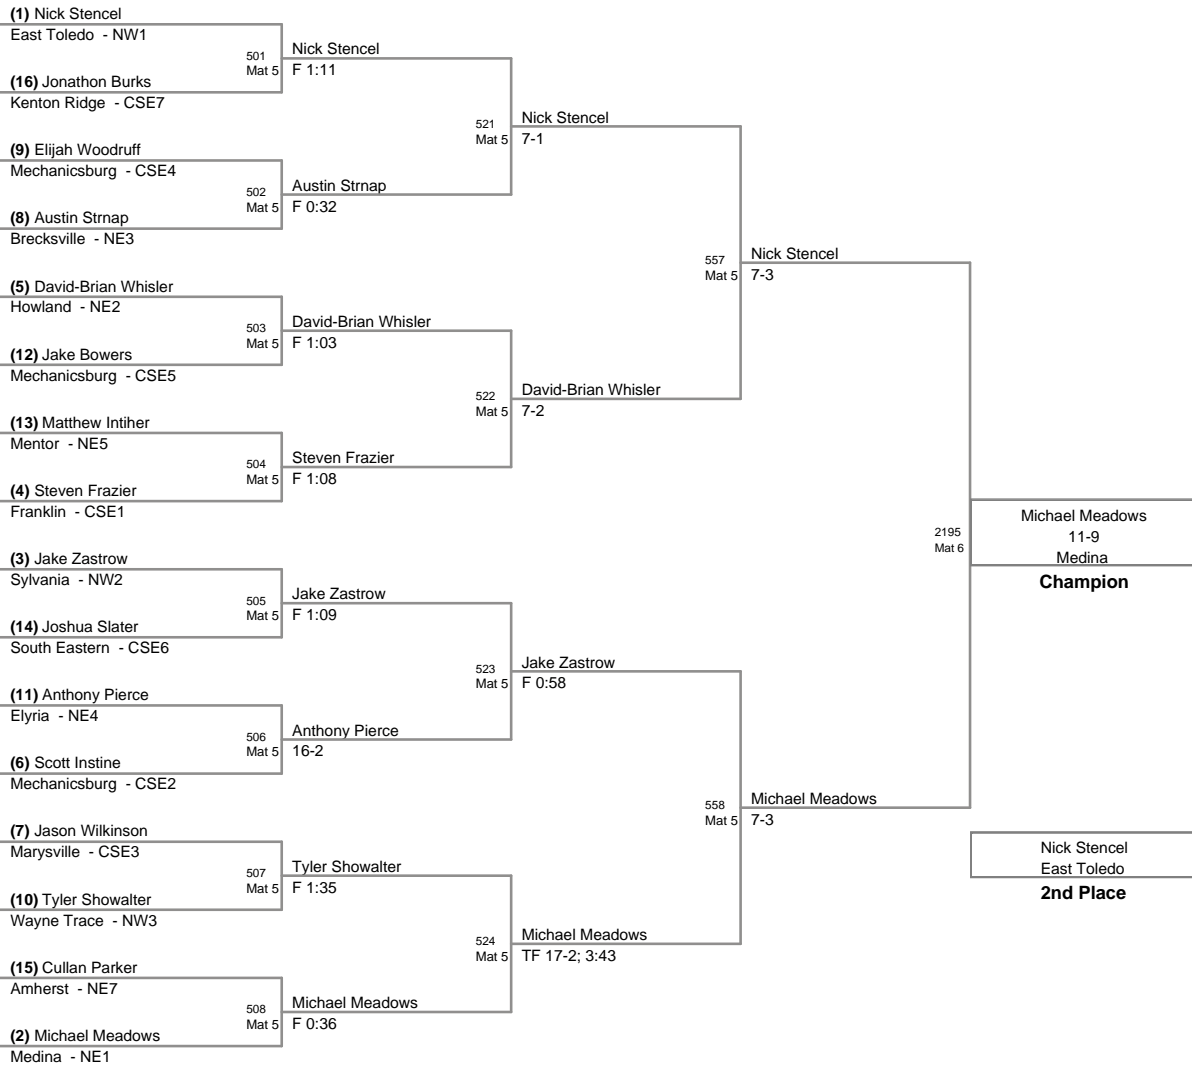 (1) Nick Stencel
East Toledo - NW1
501
Mat 5
Nick Stencel
F 1:11
(16) Jonathon Burks
Kenton Ridge - CSE7
521
Mat 5
Nick Stencel
7-1
(9) Elijah Woodruff
Mechanicsburg - CSE4
502
Mat 5
Austin Strnap
F 0:32
(8) Austin Strnap
Brecksville - NE3
557
Mat 5
Nick Stencel
7-3
(5) David-Brian Whisler
Howland - NE2
503
Mat 5
David-Brian Whisler
F 1:03
(12) Jake Bowers
Mechanicsburg - CSE5
522
Mat 5
David-Brian Whisler
7-2
(13) Matthew Intiher
Mentor - NE5
504
Mat 5
Steven Frazier
F 1:08
(4) Steven Frazier
Franklin - CSE1
2195
Mat 6
Michael Meadows
11-9
Medina
Champion
(3) Jake Zastrow
Sylvania - NW2
505
Mat 5
Jake Zastrow
F 1:09
(14) Joshua Slater
South Eastern - CSE6
523
Mat 5
Jake Zastrow
F 0:58
(11) Anthony Pierce
Elyria - NE4
506
Mat 5
Anthony Pierce
16-2
(6) Scott Instine
Mechanicsburg - CSE2
558
Mat 5
Michael Meadows
7-3
(7) Jason Wilkinson
Marysville - CSE3
507
Mat 5
Tyler Showalter
F 1:35
Nick Stencel
East Toledo
2nd Place
(10) Tyler Showalter
Wayne Trace - NW3
524
Mat 5
Michael Meadows
TF 17-2; 3:43
(15) Cullan Parker
Amherst - NE7
508
Mat 5
Michael Meadows
F 0:36
(2) Michael Meadows
Medina - NE1